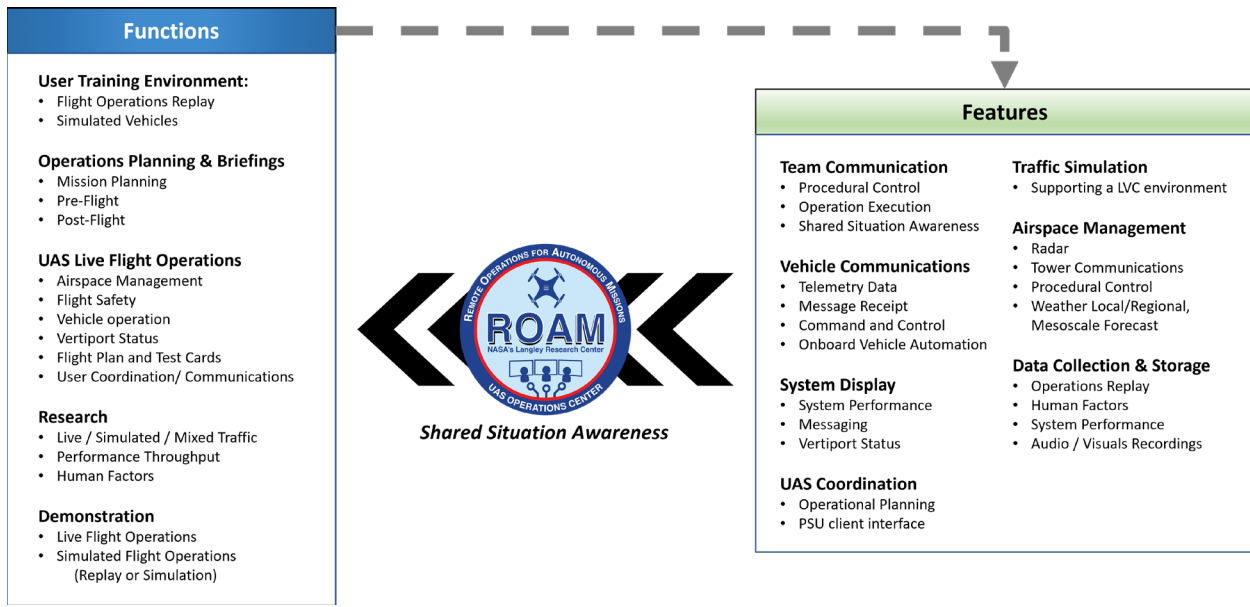 Functions
User Training Environment:
• Flight Operations Replay
• Simulated Vehicles
Operations Planning & Briefings
• Mission Planning
• Pre-Flight
• Post-Flight
UAS Live Flight Operations
• Airspace Management
• Flight Safety
• Vehicle operation
• Vertiport Status
• Flight Plan and Test Cards
• User Coordination/ Communications
Research
• Live / Simulated / Mixed Traffic
• Performance Throughput
• Human Factors
Demonstration
• Live Flight Operations
• Simulated Flight Operations
(Replay or Simulation)
REMOTE OPERATIONS FOR AUTONOMOUS MISSIONS
ROAM
NASA's Langley Research Center
UAS OPERATIONS CENTER
Shared Situation Awareness
Features
Team Communication
• Procedural Control
• Operation Execution
• Shared Situation Awareness
Vehicle Communications
• Telemetry Data
• Message Receipt
• Command and Control
• Onboard Vehicle Automation
System Display
• System Performance
• Messaging
• Vertiport Status
UAS Coordination
• Operational Planning
• PSU client interface
Traffic Simulation
• Supporting a LVC environment
Airspace Management
• Radar
• Tower Communications
• Procedural Control
• Weather Local/Regional,
Mesoscale Forecast
Data Collection & Storage
• Operations Replay
• Human Factors
• System Performance
• Audio / Visuals Recordings